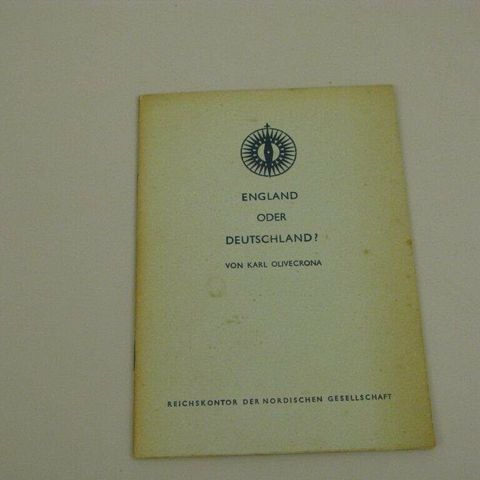 ENGLAND
ODER
DEUTSCHLAND?
VON KARL OLIVECRONA
REICHSKONTOR DER NORDISCHEN GESELLSCHAFT